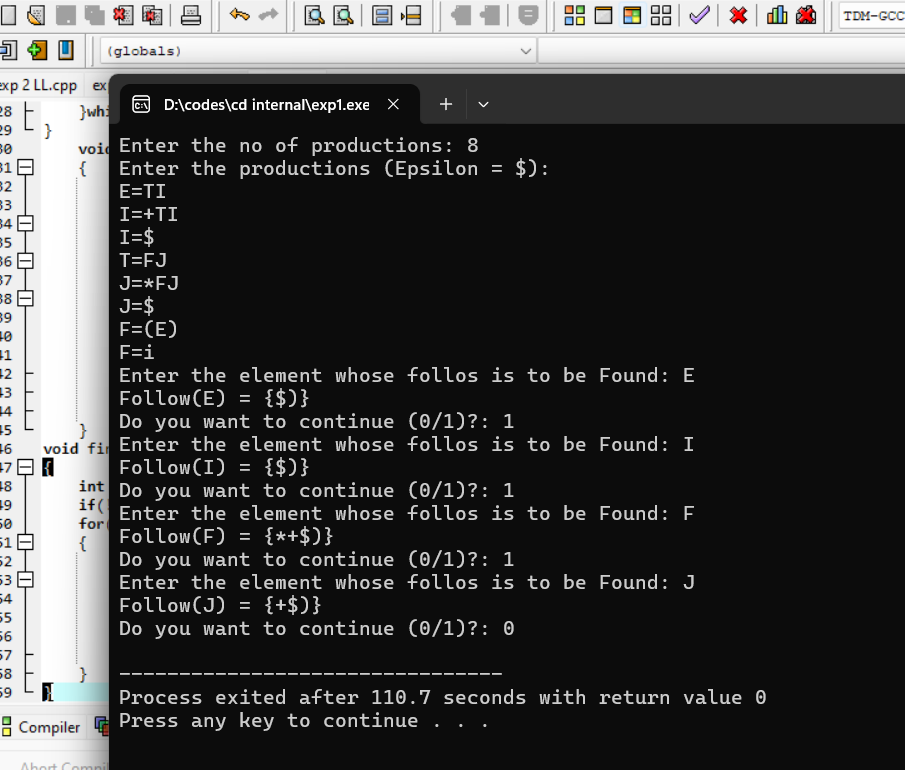 TDM-GCC
(globals)
exp 2 LL.cpp
D:\codes\cd internal\exp1.exe
28 }whi
29 }
30 void
31 {
32
33
34
35
36
37
38
39
40
41
42
43
44
45 }
46 void fir
47 {
48 int
49 if(
50 for(
51 {
52
53
54
55
56
57
58 }
59 }
Enter the no of productions: 8
Enter the productions (Epsilon = $):
E=TI
I=+TI
I=$
T=FJ
J=*FJ
J=$
F=(E)
F=i
Enter the element whose follos is to be Found: E
Follow(E) = {$)}
Do you want to continue (0/1)?: 1
Enter the element whose follos is to be Found: I
Follow(I) = {$)}
Do you want to continue (0/1)?: 1
Enter the element whose follos is to be Found: F
Follow(F) = {*+$)}
Do you want to continue (0/1)?: 1
Enter the element whose follos is to be Found: J
Follow(J) = {+$)}
Do you want to continue (0/1)?: 0
--------------------------------
Process exited after 110.7 seconds with return value 0
Press any key to continue . . .
Compiler